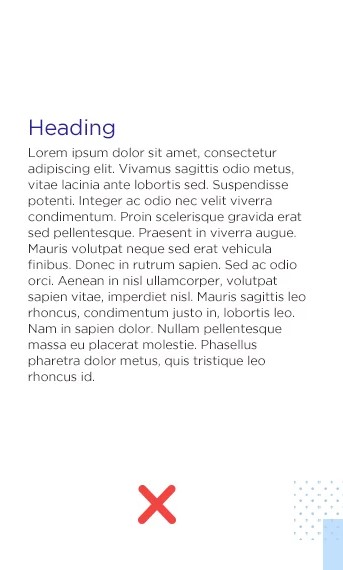 Heading
Lorem ipsum dolor sit amet, consectetur
adipiscing elit. Vivamus sagittis odio metus,
vitae lacinia ante lobortis sed. Suspendisse
potenti. Integer ac odio nec velit viverra
condimentum. Proin scelerisque gravida erat
sed pellentesque. Praesent in viverra augue.
Mauris volutpat neque sed erat vehicula
finibus. Donec in rutrum sapien. Sed ac odio
orci. Aenean in nisl ullamcorper, volutpat
sapien vitae, imperdiet nisl. Mauris sagittis leo
rhoncus, condimentum justo in, lobortis leo.
Nam in sapien dolor. Nullam pellentesque
massa eu placerat molestie. Phasellus
pharetra dolor metus, quis tristique leo
rhoncus id.